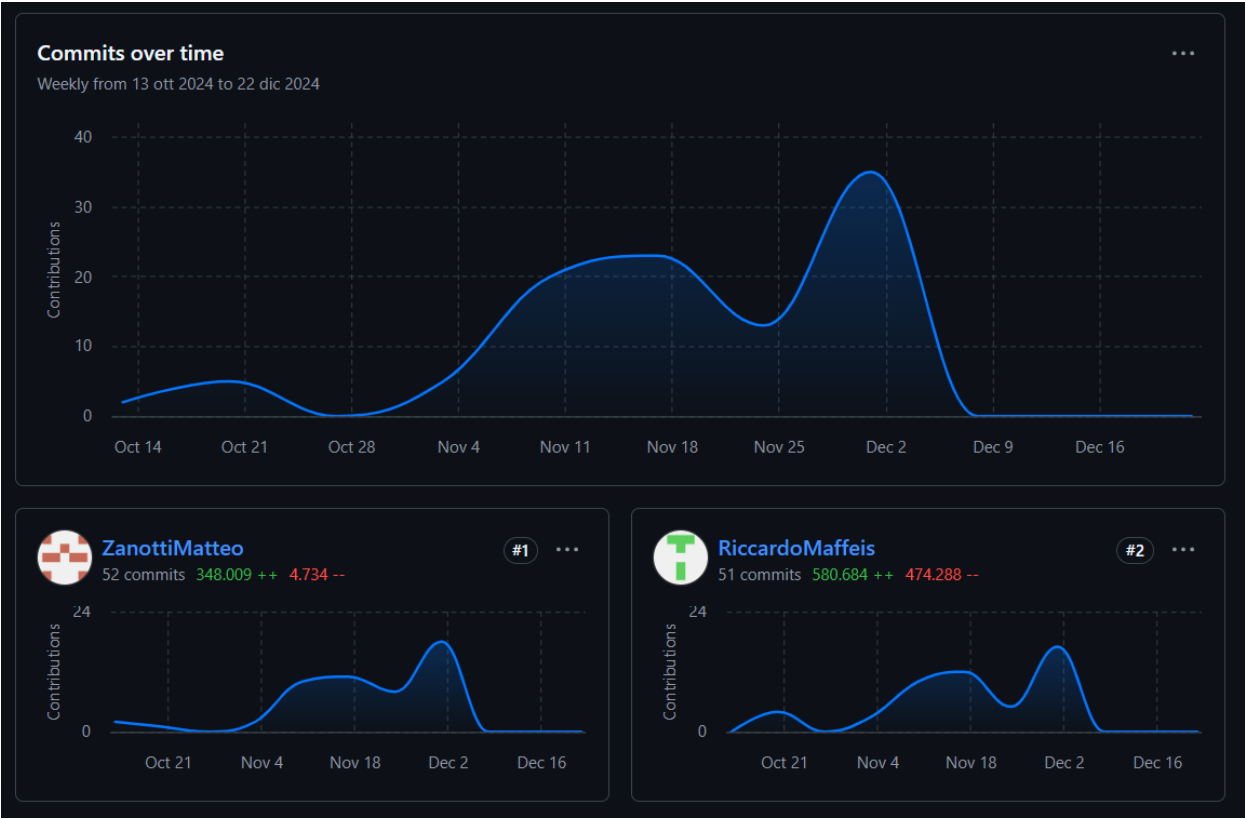 Commits over time
Weekly from 13 ott 2024 to 22 dic 2024
Contributions
40
30
20
10
0
Oct 14 Oct 21 Oct 28 Nov 4 Nov 11 Nov 18 Nov 25 Dec 2 Dec 9 Dec 16
ZanottiMatteo
#1
52 commits 348.009 ++ 4.734 --
Contributions
24
0
Oct 21 Nov 4 Nov 18 Dec 2 Dec 16
RiccardoMaffeis
#2
51 commits 580.684 ++ 474.288 --
Contributions
24
0
Oct 21 Nov 4 Nov 18 Dec 2 Dec 16